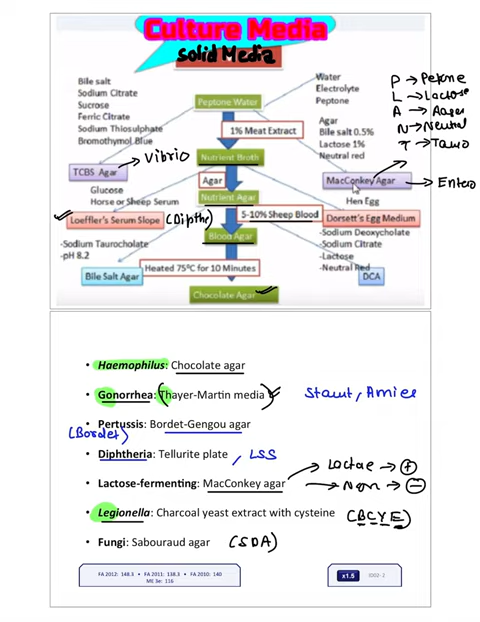 Culture Media
Solid Media
Bile salt
Sodium Citrate
Sucrose
Ferric Citrate
Sodium Thiosulphate
Bromothymol Blue
Peptone Water
Water
Electrolyte
Peptone
P → Peptone
L → Lactose
A → Aager
N → Neutral
T → Tauro
1% Meat Extract
Agar
Bile salt 0.5%
Lactose 1%
Neutral red
Vibrio
Nutrient Broth
TCBS Agar
Agar
MacConkey Agar
Entero
Glucose
Horse or Sheep Serum
Nutrient Agar
Hen Egg
Loeffler's Serum Slope
(Dipthe)
5-10% Sheep Blood
Dorsett's Egg Medium
Blood Agar
-Sodium Taurocholate
-pH 8.2
-Sodium Deoxycholate
-Sodium Citrate
-Lactose
-Neutral Red
Bile Salt Agar
Heated 75°C for 10 Minutes
DCA
Chocolate Agar
• Haemophilus: Chocolate agar
• Gonorrhea: (Thayer-Martin media)
Amies
• Pertussis: Bordet-Gengou agar
(Bordet)
• Diphtheria: Tellurite plate , LSS
• Lactose-fermenting: MacConkey agar
Lactae → +
Non → −
• Legionella: Charcoal yeast extract with cysteine (BCYE)
• Fungi: Sabouraud agar (SDA)
FA 2012: 148.3 • FA 2011: 138.3 • FA 2010: 140
ME 3e: 116
x1.5